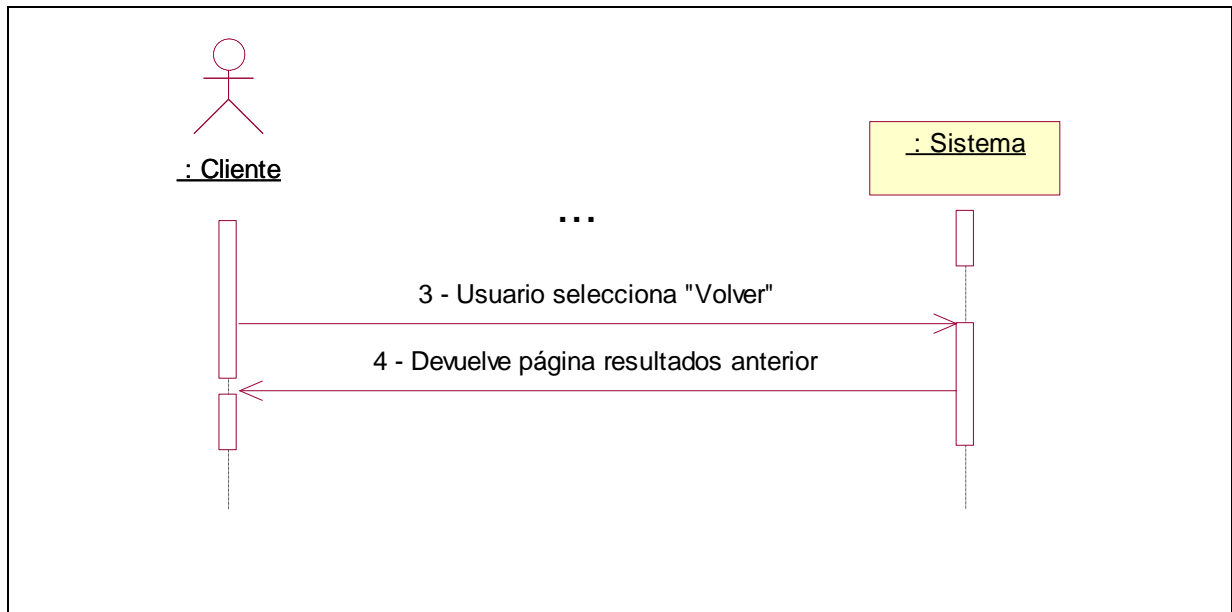 : Cliente
: Sistema
...
3 - Usuario selecciona "Volver"
4 - Devuelve página resultados anterior